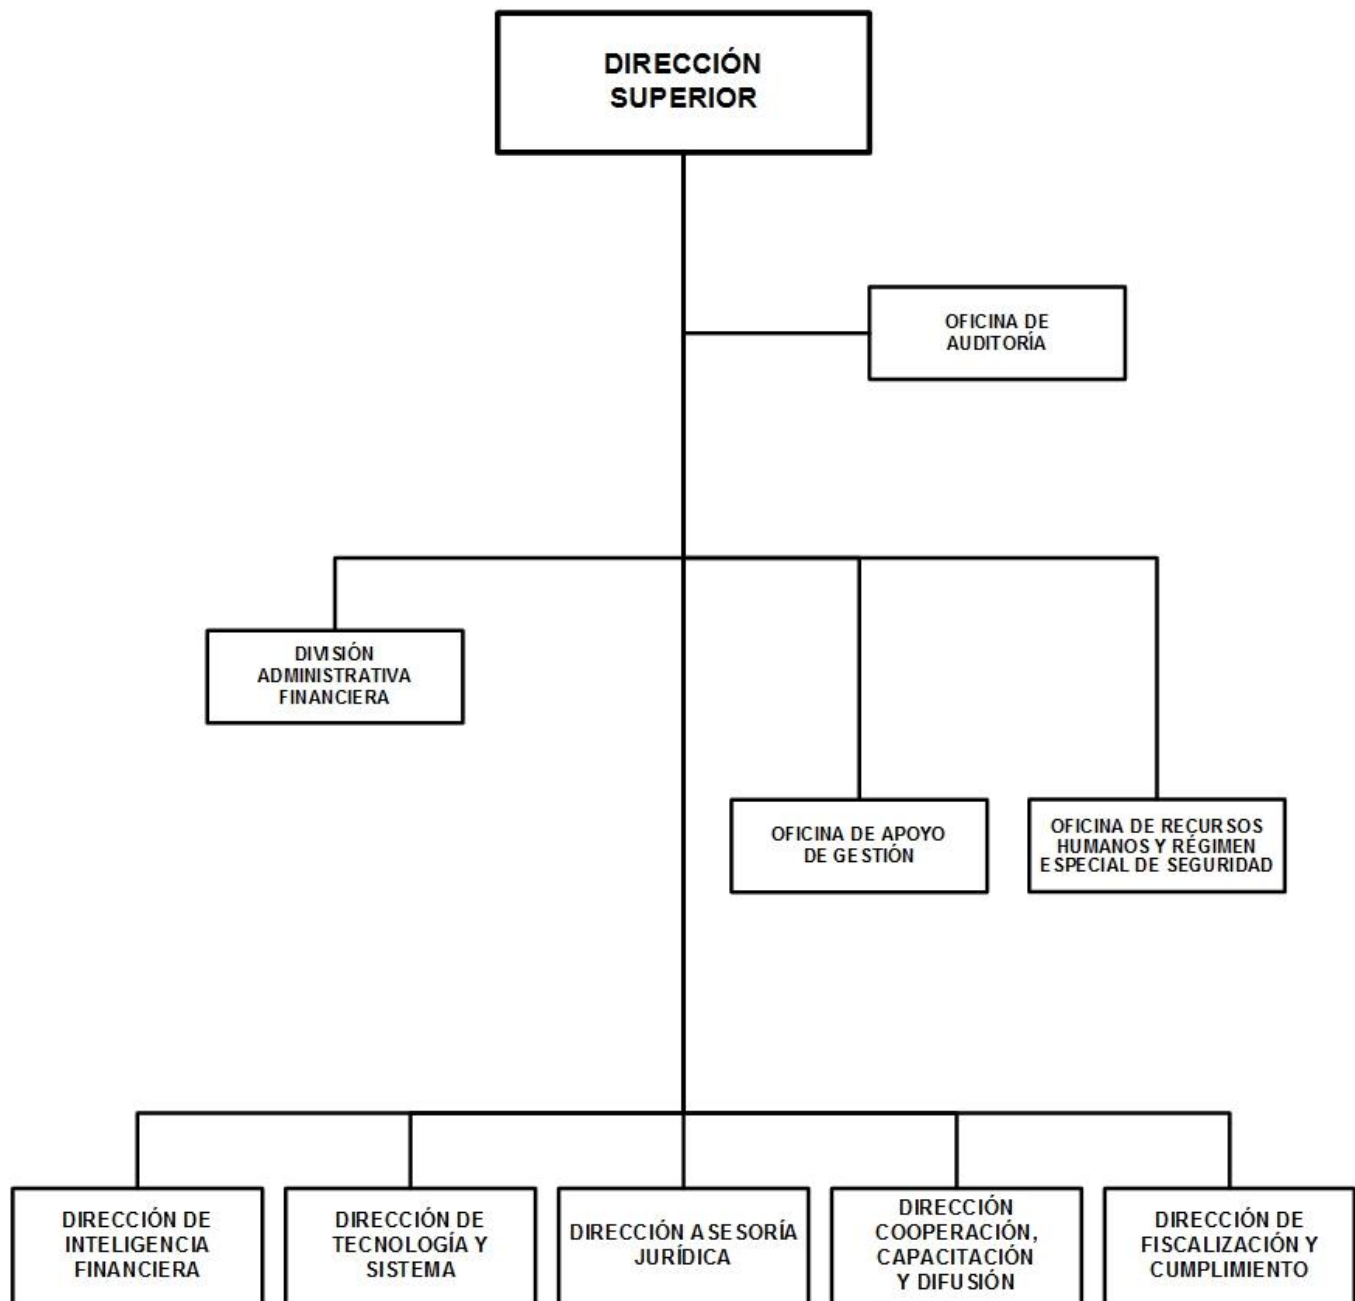 DIRECCIÓN
SUPERIOR
OFICINA DE
AUDITORÍA
DIVISIÓN
ADMINISTRATIVA
FINANCIERA
OFICINA DE APOYO
DE GESTIÓN
OFICINA DE RECURSOS
HUMANOS Y RÉGIMEN
ESPECIAL DE SEGURIDAD
DIRECCIÓN DE
INTELIGENCIA
FINANCIERA
DIRECCIÓN DE
TECNOLOGÍA Y
SISTEMA
DIRECCIÓN ASESORÍA
JURÍDICA
DIRECCIÓN
COOPERACIÓN,
CAPACITACIÓN
Y DIFUSIÓN
DIRECCIÓN DE
FISCALIZACIÓN Y
CUMPLIMIENTO